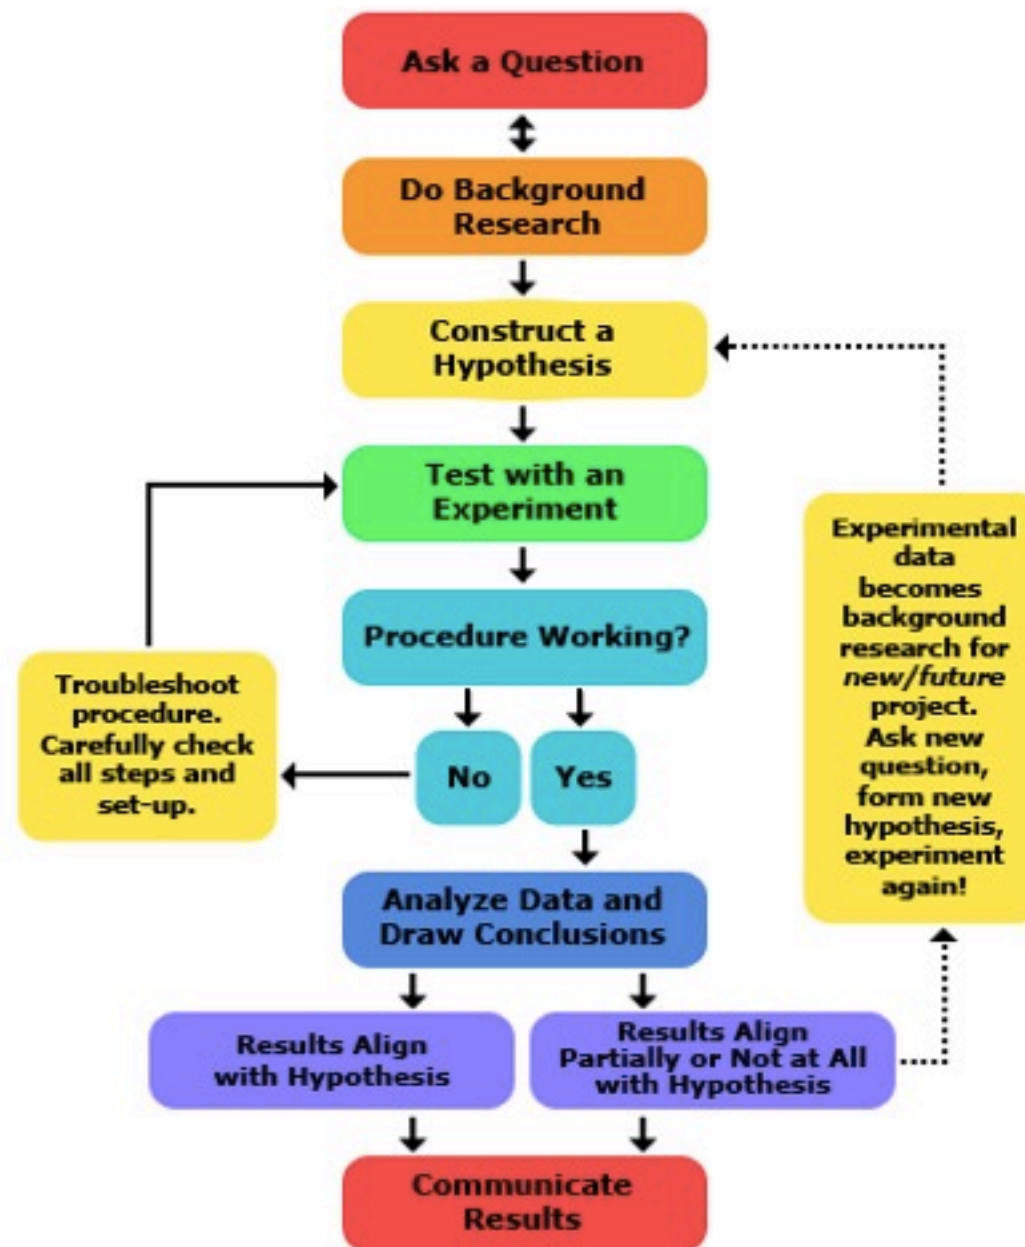 Ask a Question
Do Background
Research
Construct a
Hypothesis
Test with an
Experiment
Procedure Working?
No
Yes
Troubleshoot
procedure.
Carefully check
all steps and
set-up.
Experimental
data
becomes
background
research for
new/future
project.
Ask new
question,
form new
hypothesis,
experiment
again!
Analyze Data and
Draw Conclusions
Results Align
with Hypothesis
Results Align
Partially or Not at All
with Hypothesis
Communicate
Results